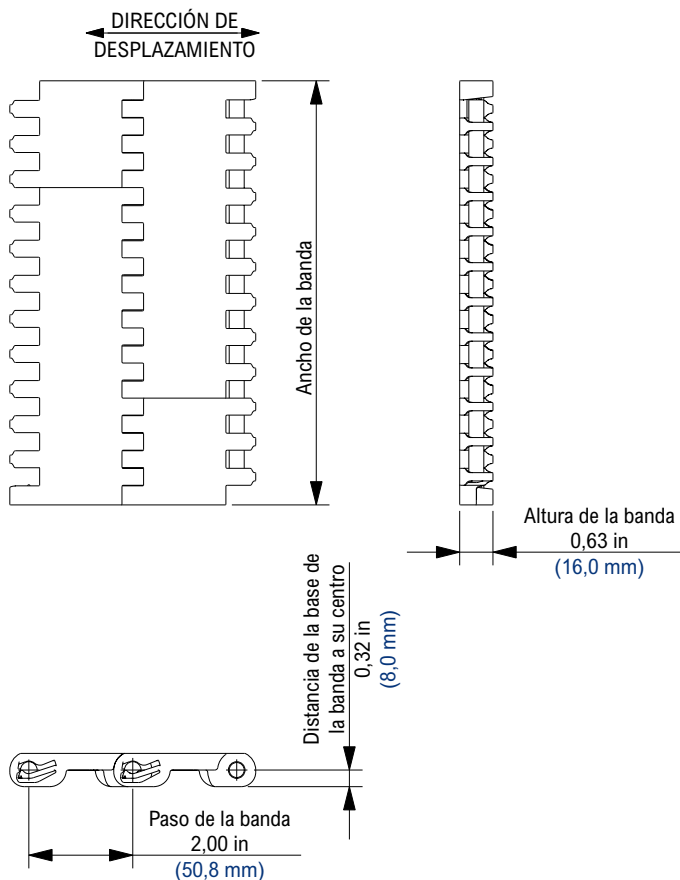 DIRECCIÓN DE
DESPLAZAMIENTO
Ancho de la banda
Altura de la banda
0,63 in
(16,0 mm)
Distancia de la base de
la banda a su centro
0,32 in
(8,0 mm)
Paso de la banda
2,00 in
(50,8 mm)